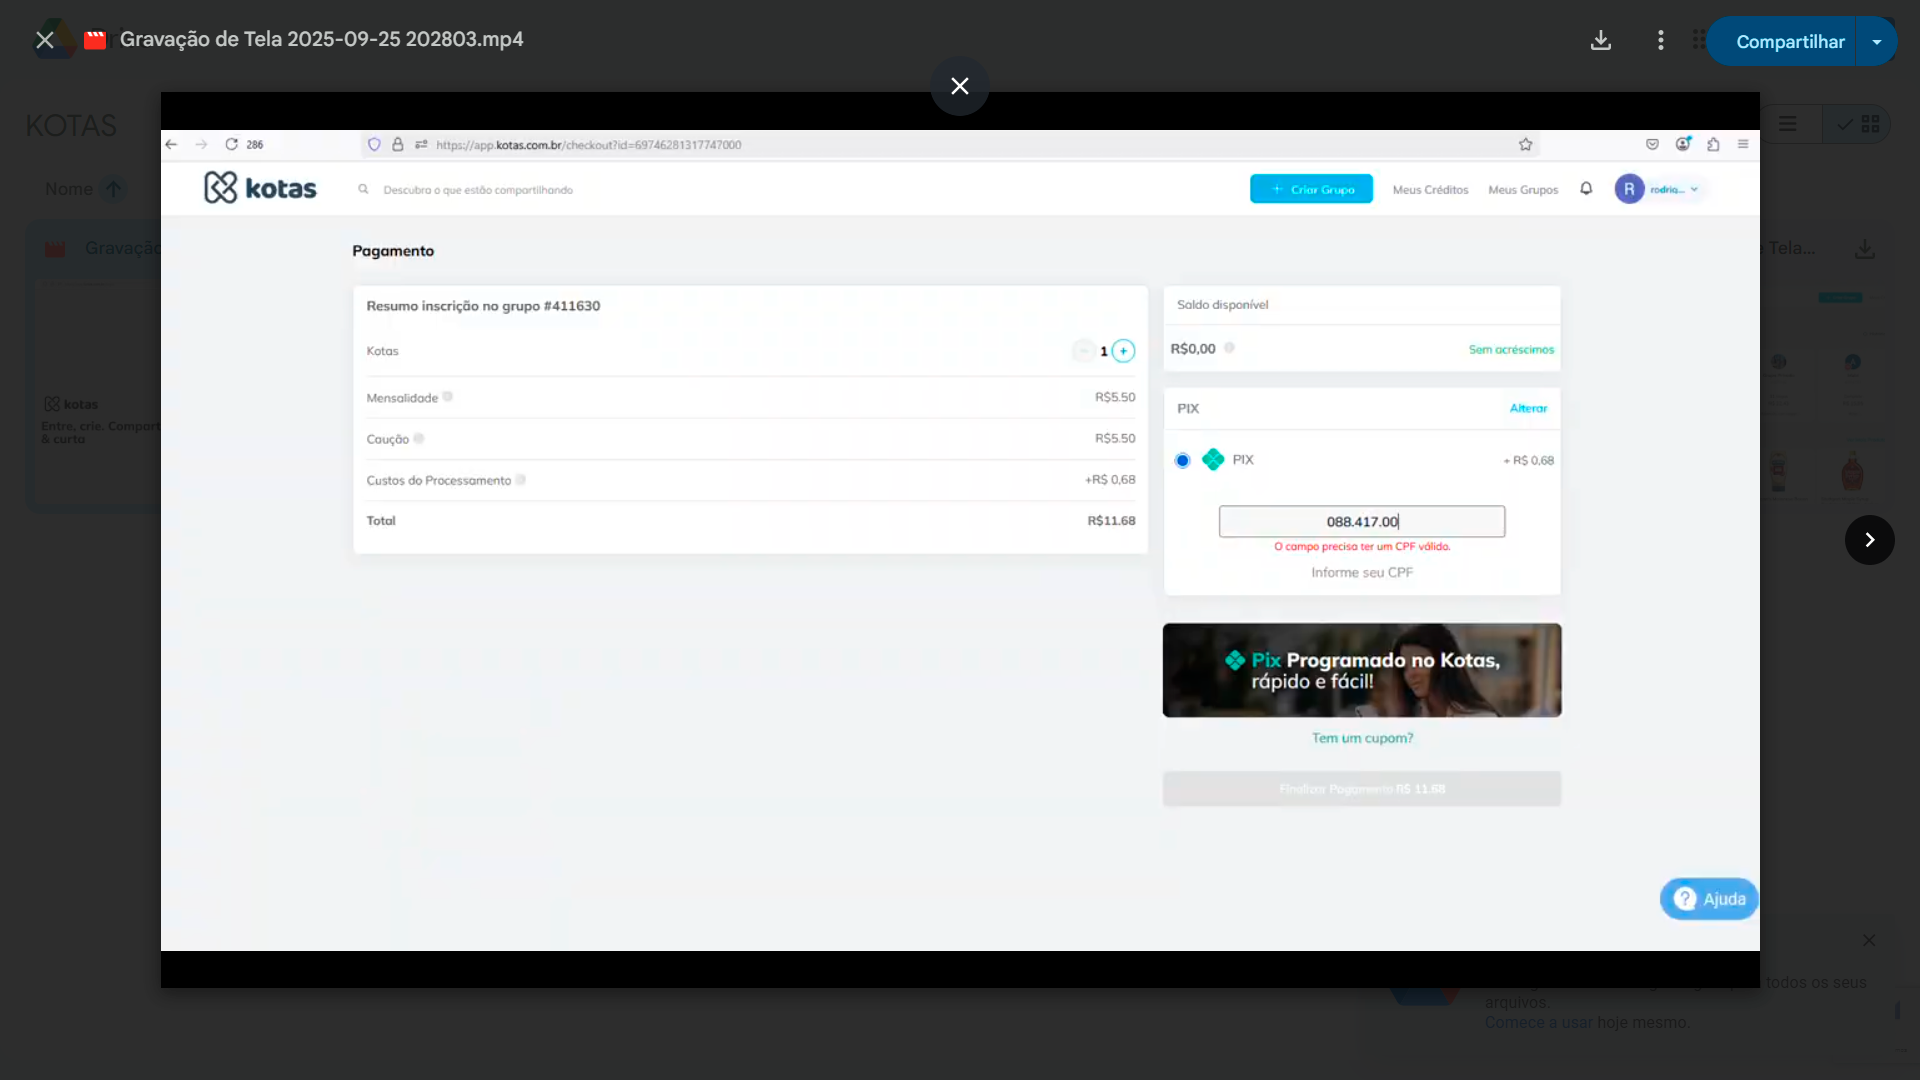 Gravação de Tela 2025-09-25 202803.mp4
Compartilhar
KOTAS
Nome
286
https://app.kotas.com.br/checkout?id=69746281317747000
kotas
Descubra o que estão compartilhando
+ Criar Grupo
Meus Créditos
Meus Grupos
R
rodrig...
Gravação
Tela...
Pagamento
Resumo inscrição no grupo #411630
Kotas
1
Mensalidade
R$5.50
Caução
R$5.50
Custos do Processamento
+R$ 0,68
Total
R$11.68
Saldo disponível
R$0,00
Sem acréscimos
PIX
Alterar
PIX
+ R$ 0,68
088.417.00
O campo precisa ter um CPF válido.
Informe seu CPF
kotas
Entre, crie. Compart
& curta
Pix Programado no Kotas,
rápido e fácil!
Tem um cupom?
Finalizar Pagamento R$ 11.68
? Ajuda
todos os seus
arquivos.
Comece a usar hoje mesmo.